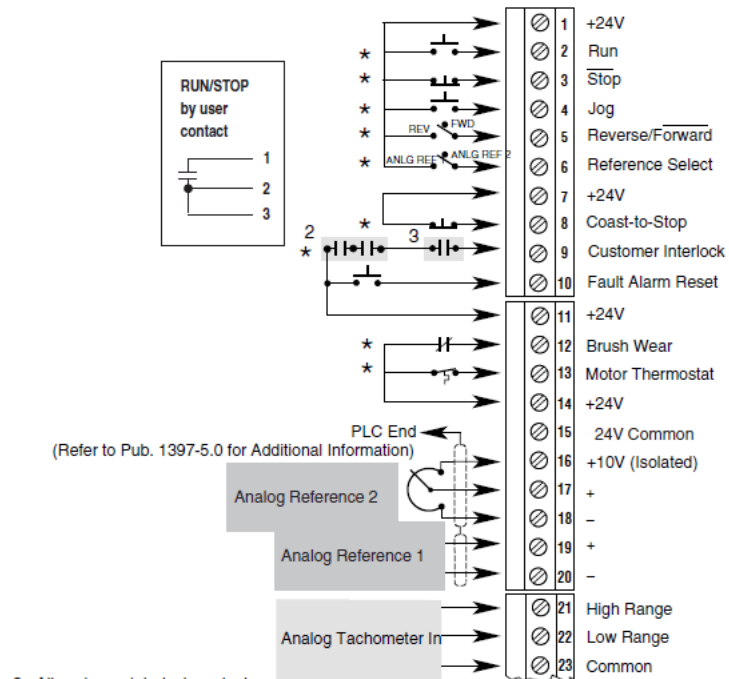 RUN/STOP
by user
contact
1
2
3
*
*
*
*
*
REV
FWD
ANLG REF 1
ANLG REF 2
*
2
*
3
*
*
PLC End
(Refer to Pub. 1397-5.0 for Additional Information)
Analog Reference 2
Analog Reference 1
Analog Tachometer In
1 +24V
2 Run
3 Stop
4 Jog
5 Reverse/Forward
6 Reference Select
7 +24V
8 Coast-to-Stop
9 Customer Interlock
10 Fault Alarm Reset
11 +24V
12 Brush Wear
13 Motor Thermostat
14 +24V
15 24V Common
16 +10V (Isolated)
17 +
18 –
19 +
20 –
21 High Range
22 Low Range
23 Common